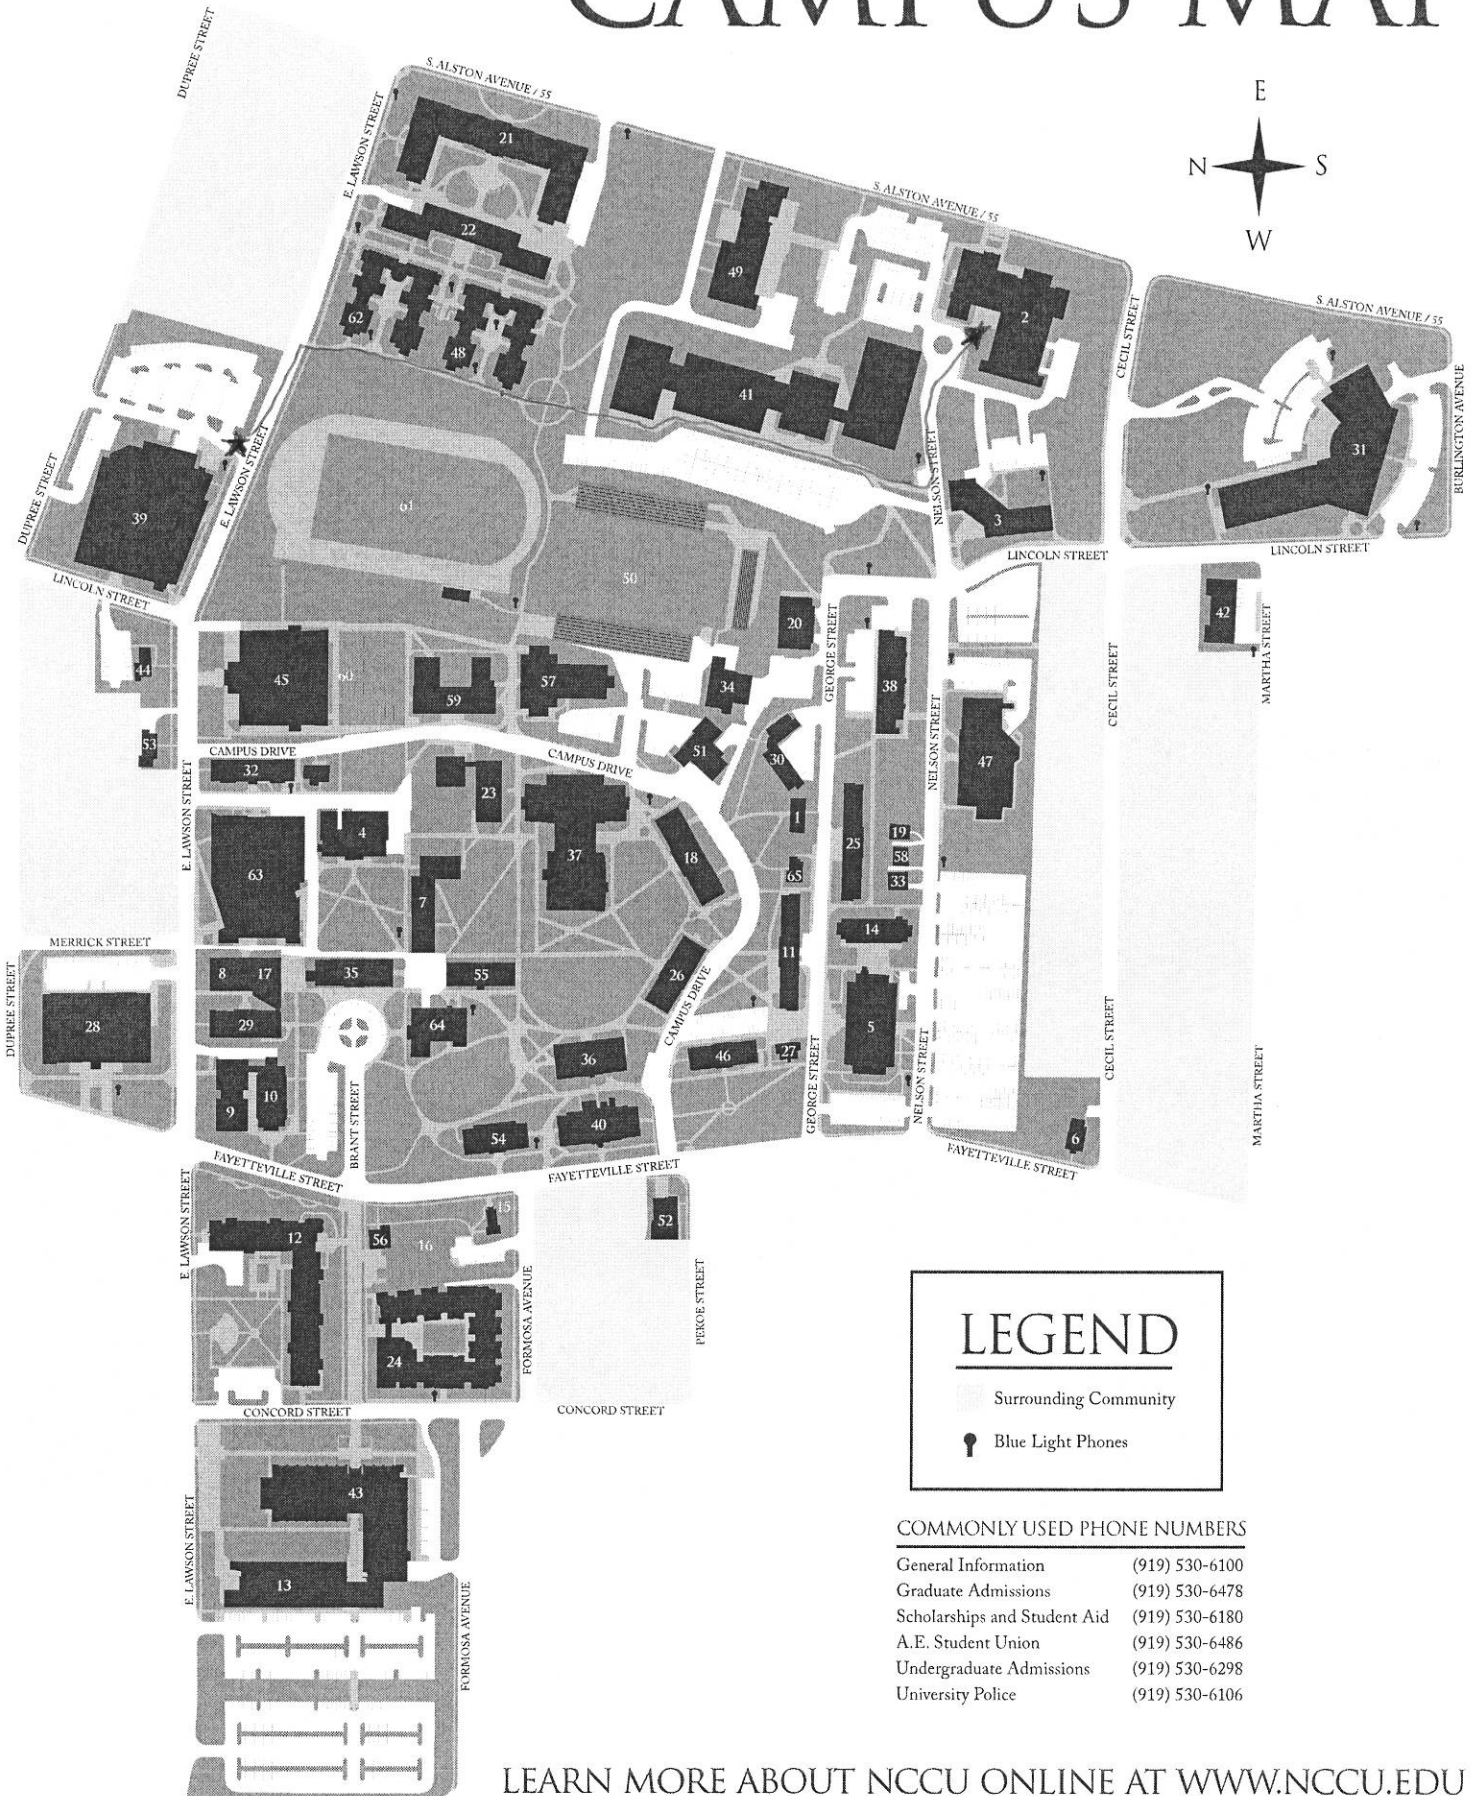 CAMPUS MAP
E
N
S
W
DUPREE STREET
S. ALSTON AVENUE / 55
E. LAWSON STREET
21
22
62
48
S. ALSTON AVENUE / 55
49
2
41
CECIL STREET
S. ALSTON AVENUE / 55
31
BURLINGTON AVENUE
DUPREE STREET
39
E. LAWSON STREET
61
50
NELSON STREET
3
LINCOLN STREET
LINCOLN STREET
LINCOLN STREET
42
MARTHA STREET
20
GEORGE STREET
44
45
60
59
57
34
38
CECIL STREET
53
CAMPUS DRIVE
CAMPUS DRIVE
51
30
NELSON STREET
47
32
23
E. LAWSON STREET
4
63
7
37
18
1
65
25
19
58
33
14
MERRICK STREET
8
17
35
55
26
CAMPUS DRIVE
11
DUPREE STREET
28
29
64
36
46
27
5
CECIL STREET
9
10
BRANT STREET
54
40
GEORGE STREET
NELSON STREET
6
MARTHA STREET
FAYETTEVILLE STREET
FAYETTEVILLE STREET
FAYETTEVILLE STREET
E. LAWSON STREET
12
56
16
15
52
24
FORMOSA AVENUE
PEKOE STREET
CONCORD STREET
CONCORD STREET
43
E. LAWSON STREET
13
FORMOSA AVENUE
LEGEND
Surrounding Community
Blue Light Phones
COMMONLY USED PHONE NUMBERS
General Information (919) 530-6100
Graduate Admissions (919) 530-6478
Scholarships and Student Aid (919) 530-6180
A.E. Student Union (919) 530-6486
Undergraduate Admissions (919) 530-6298
University Police (919) 530-6106
LEARN MORE ABOUT NCCU ONLINE AT WWW.NCCU.EDU